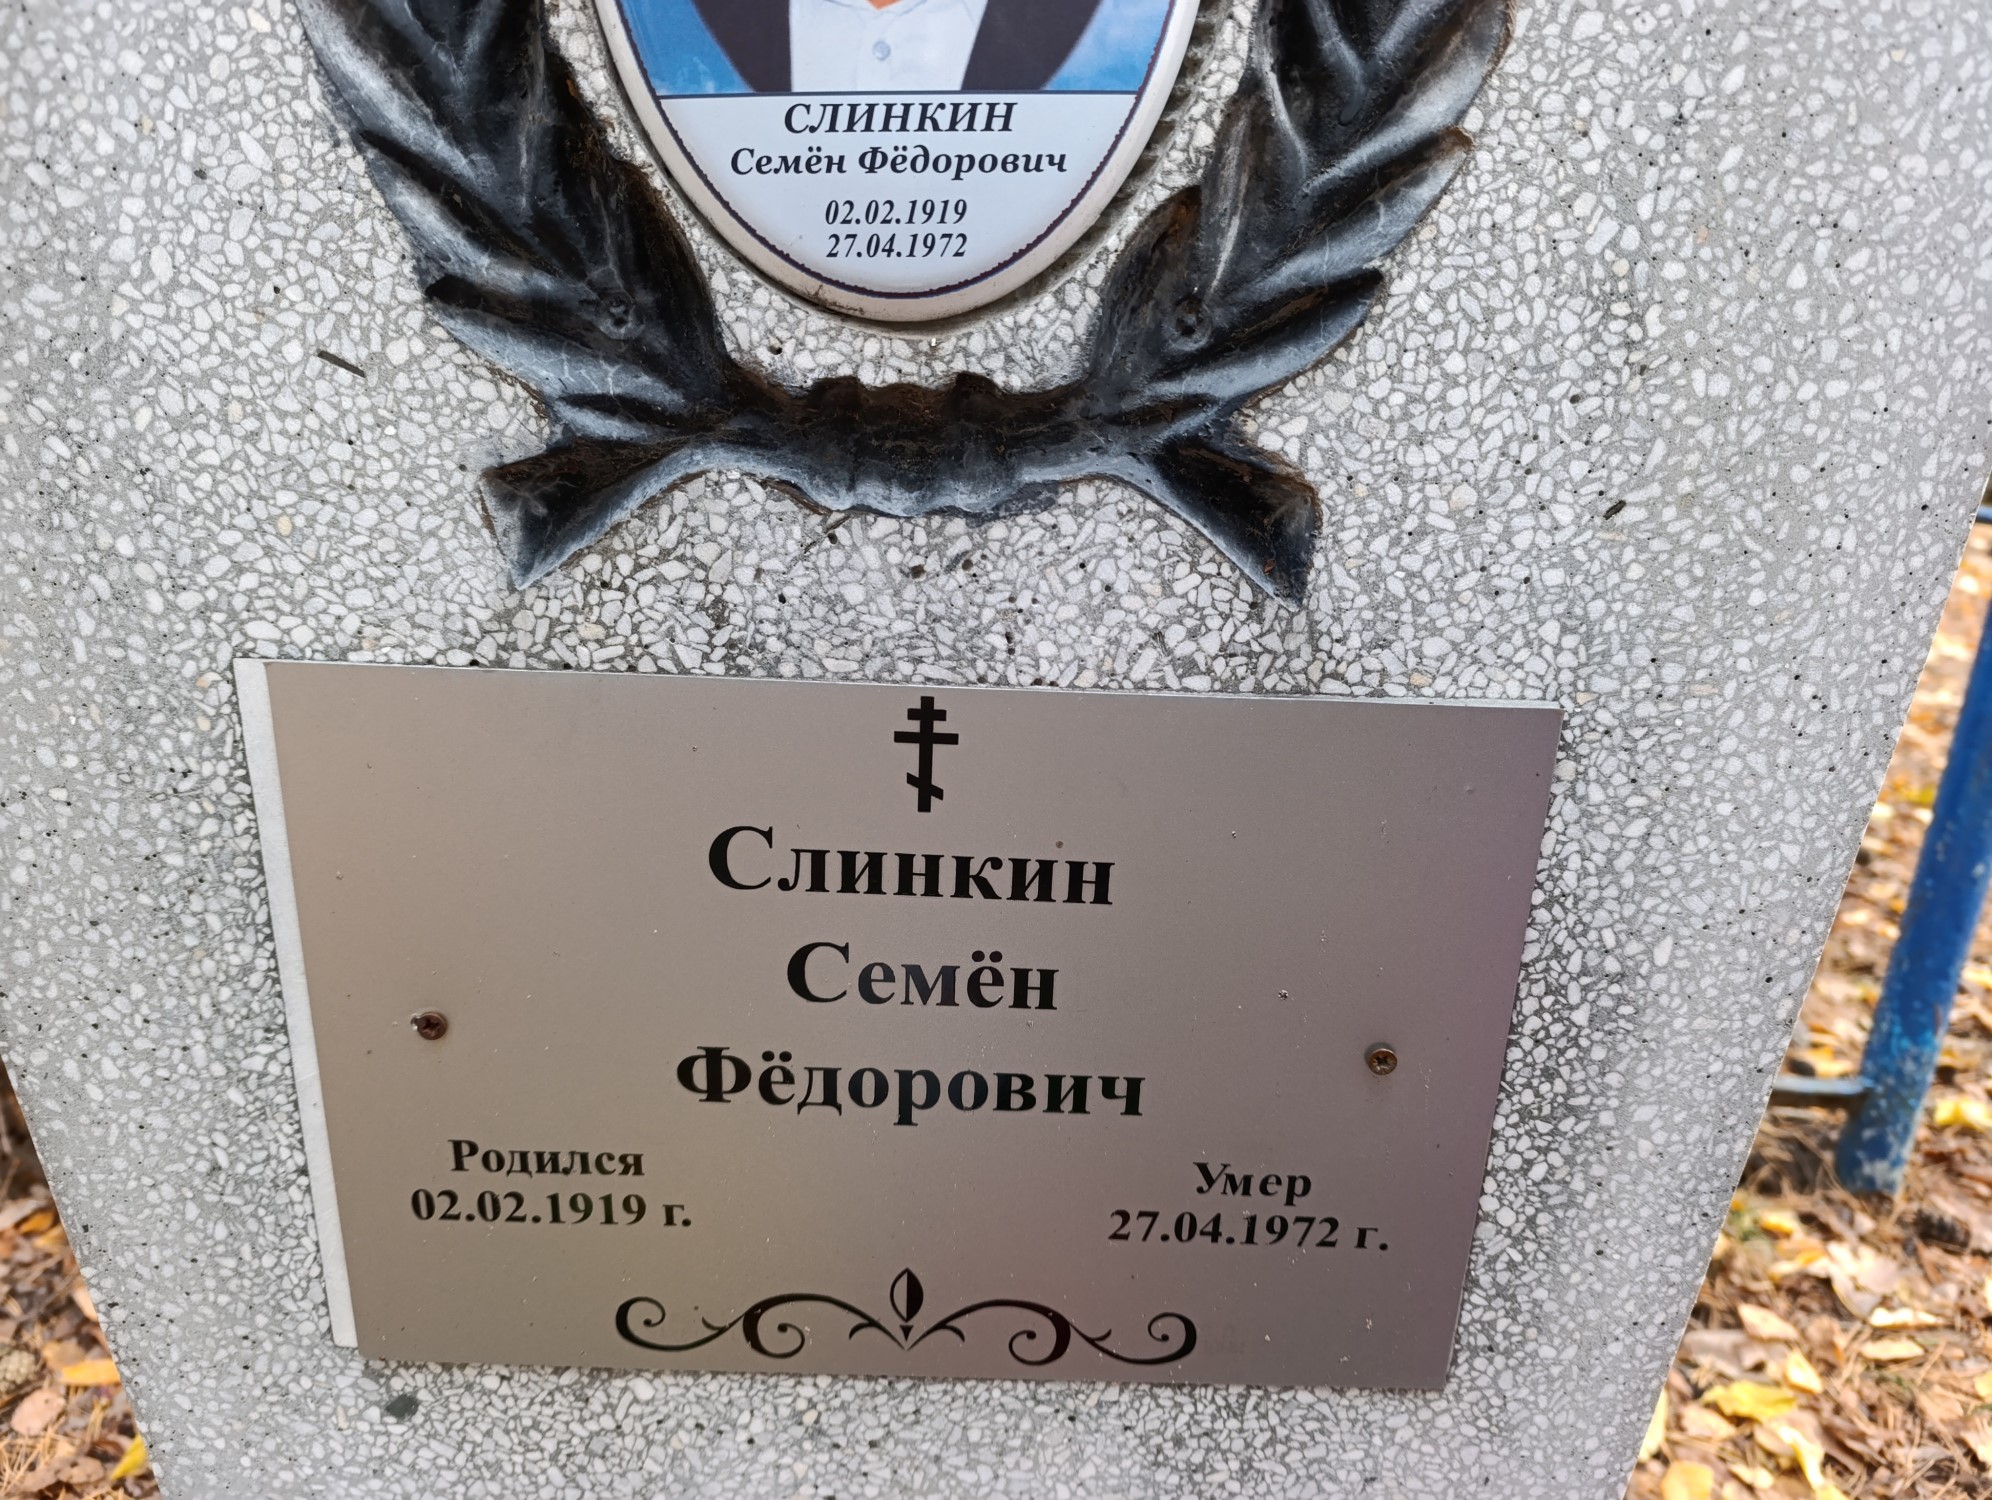 СЛИНКИН
Семён Фёдорович
02.02.1919
27.04.1972
Слинкин
Семён
Фёдорович
Родился
02.02.1919 г.
Умер
27.04.1972 г.